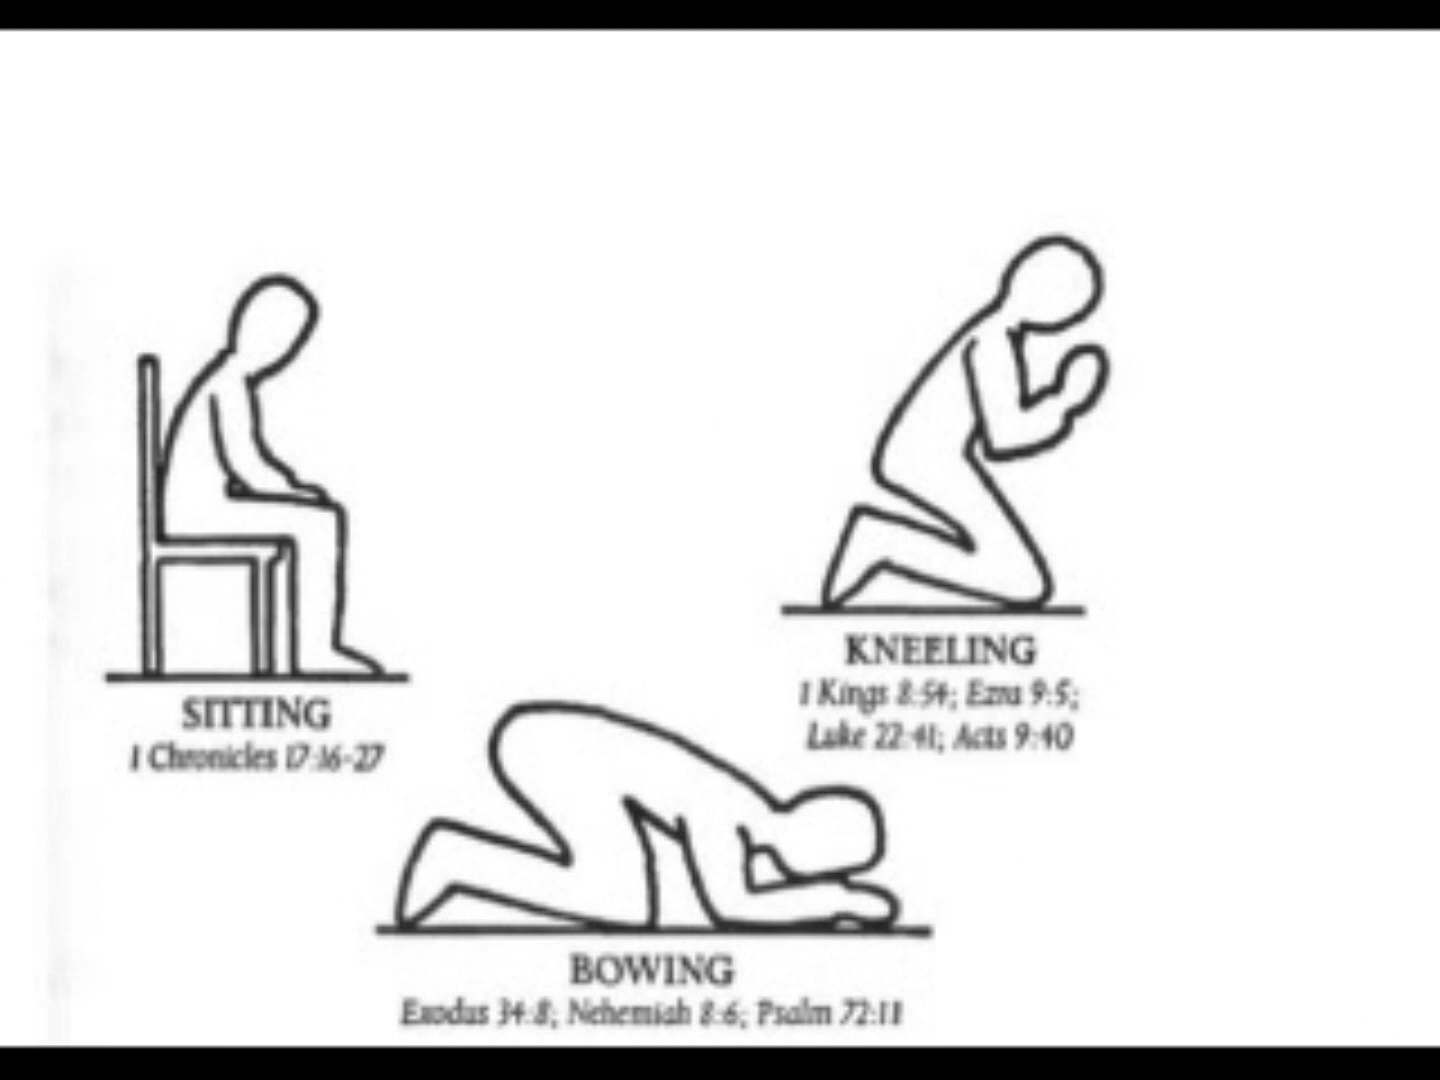 SITTING
1 Chronicles 17:16-27
KNEELING
1 Kings 8:54; Ezra 9:5;
Luke 22:41; Acts 9:40
BOWING
Exodus 34:8; Nehemiah 8:6; Psalm 72:11